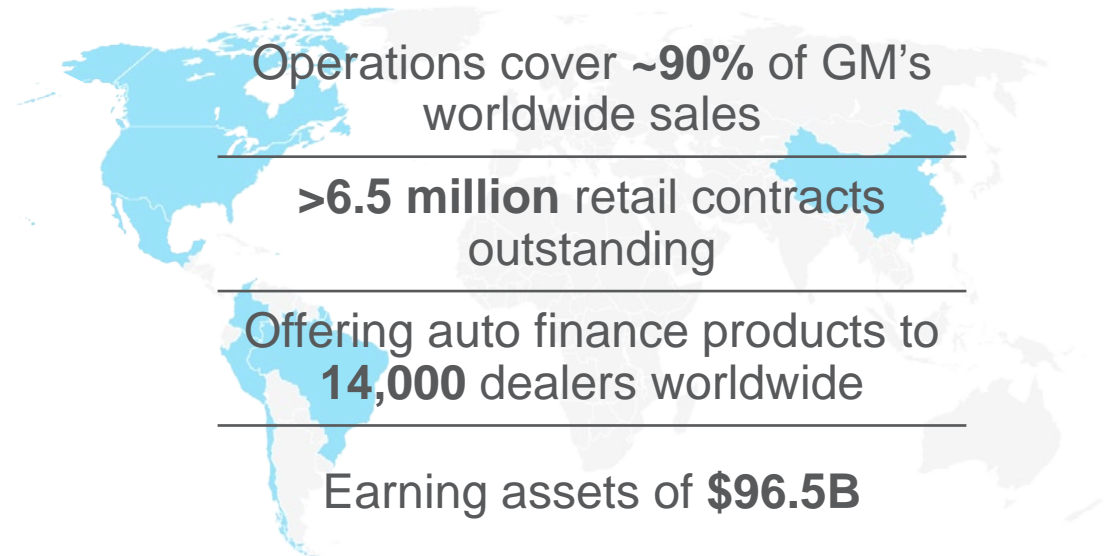 Operations cover ~90% of GM’s
worldwide sales
>6.5 million retail contracts
outstanding
Offering auto finance products to
14,000 dealers worldwide
Earning assets of $96.5B